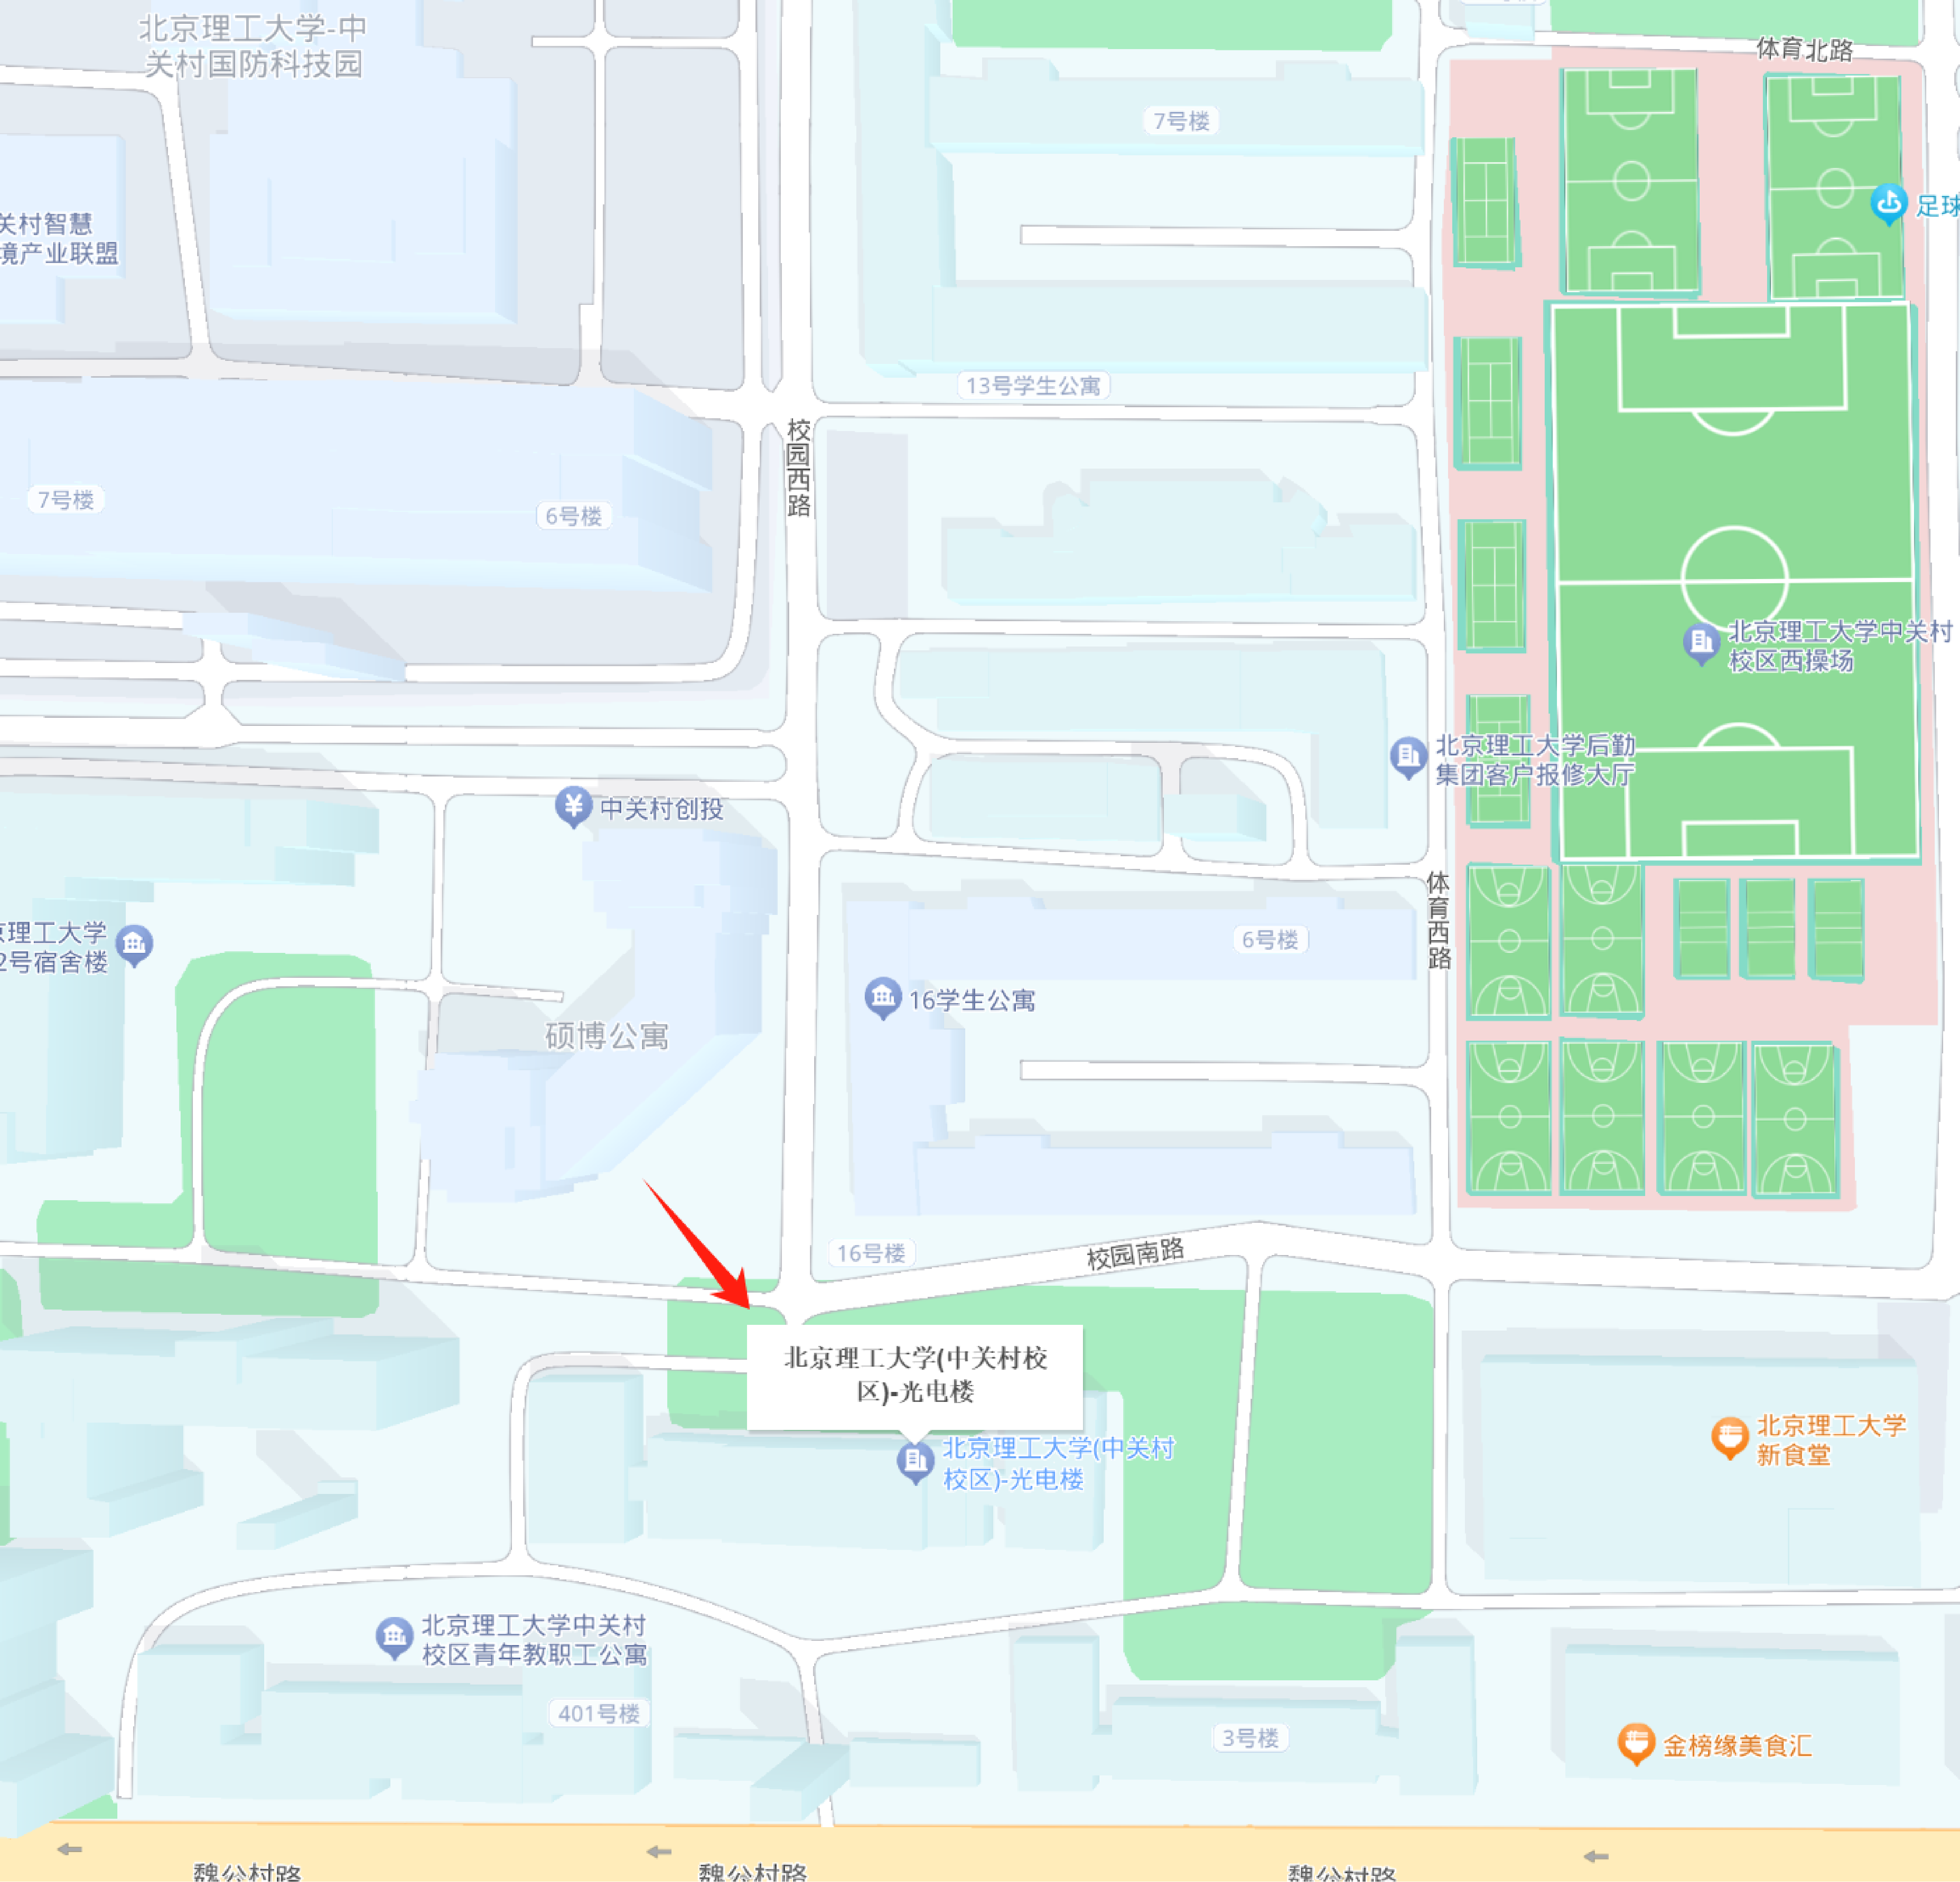 北京理工大学-中
关村国防科技园
体育北路
7号楼
足球
关村智慧
境产业联盟
13号学生公寓
校园西路
7号楼
6号楼
北京理工大学中关村
校区西操场
北京理工大学后勤
集团客户报修大厅
中关村创投
体育西路
理工大学
2号宿舍楼
6号楼
16学生公寓
硕博公寓
16号楼
校园南路
北京理工大学(中关村校
区)-光电楼
北京理工大学(中关村
校区)-光电楼
北京理工大学
新食堂
北京理工大学中关村
校区青年教职工公寓
401号楼
3号楼
金榜缘美食汇
魏公村路
魏公村路
魏公村路